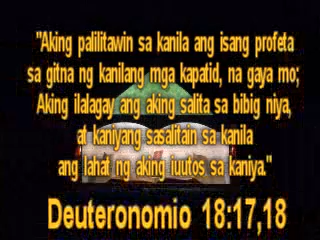 "Aking palilitawin sa kanila ang isang profeta
sa gitna ng kanilang mga kapatid, na gaya mo;
Aking ilalagay ang aking salita sa bibig niya,
at kaniyang sasalitain sa kanila
ang lahat ng aking iuutos sa kaniya."
Deuteronomio 18:17,18